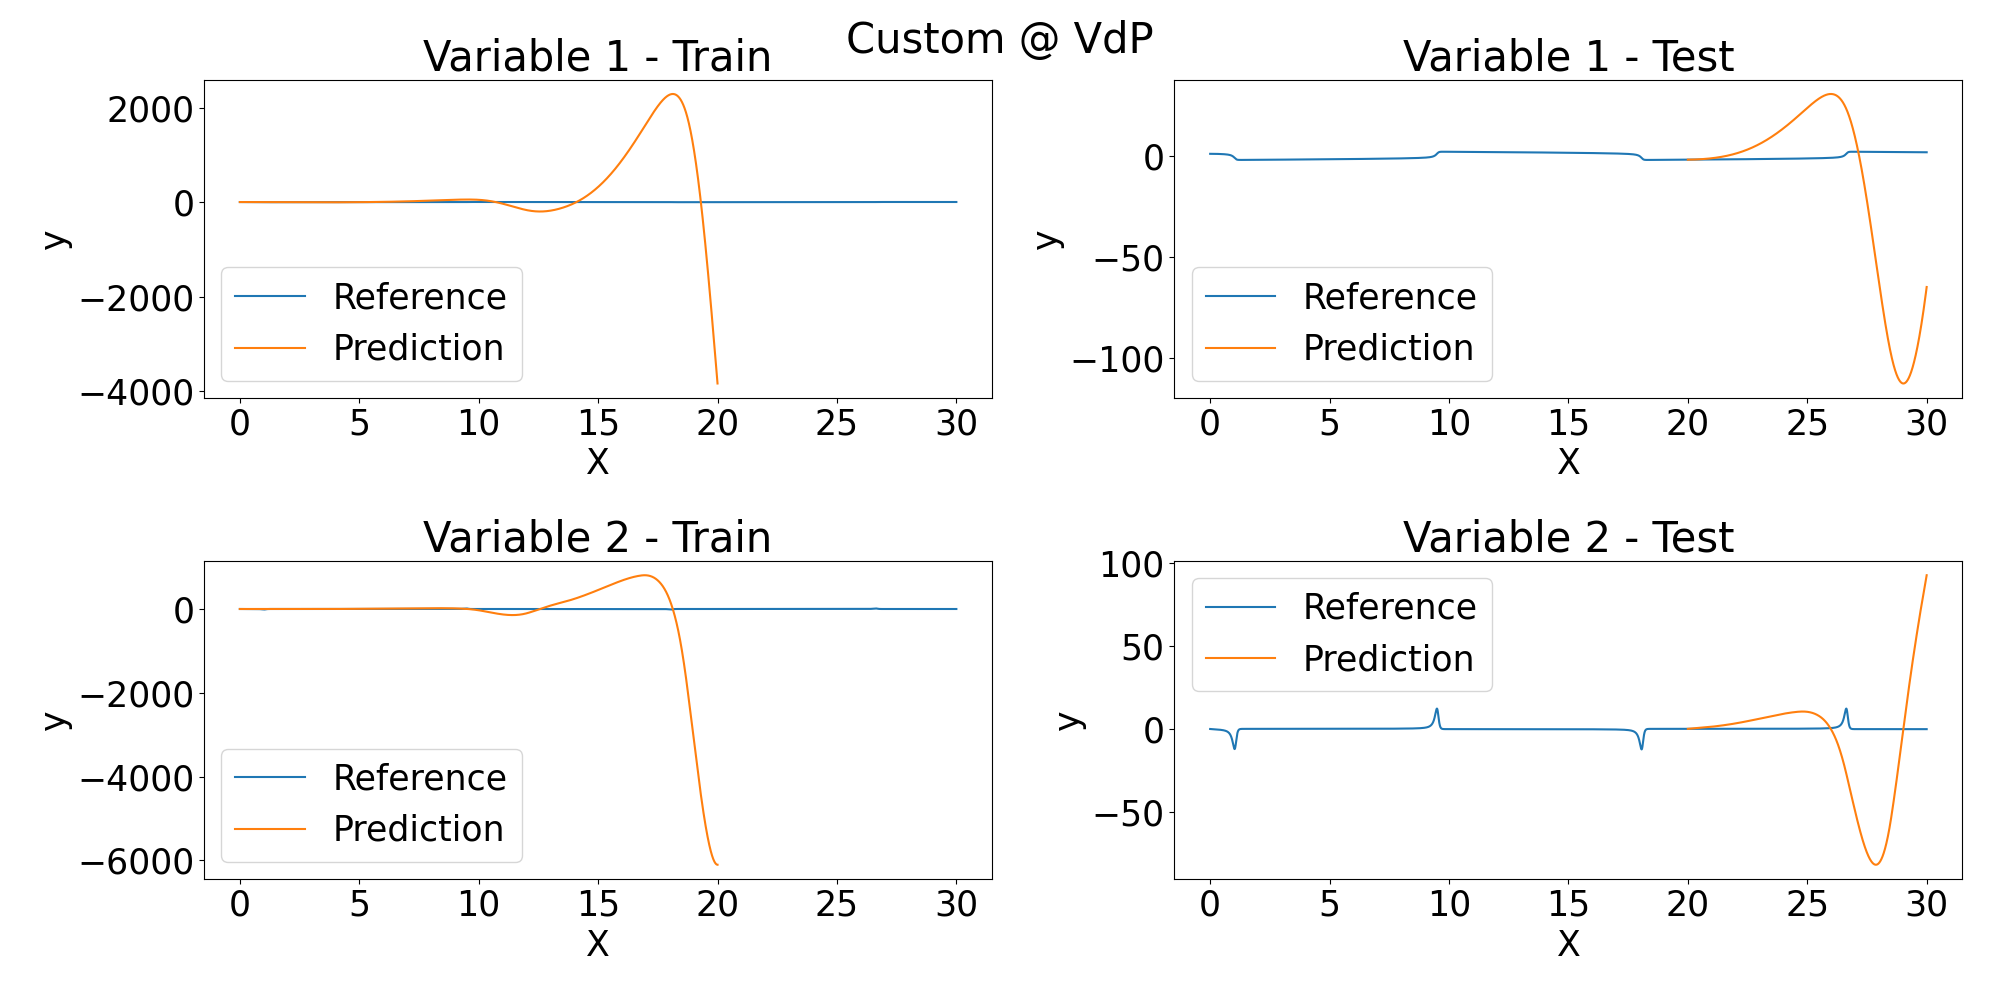 Custom @ VdP
Variable 1 - Train
2000
0
−2000
−4000
y
Reference
Prediction
0 5 10 15 20 25 30
X
Variable 1 - Test
0
−50
−100
y
Reference
Prediction
0 5 10 15 20 25 30
X
Variable 2 - Train
0
−2000
−4000
−6000
y
Reference
Prediction
0 5 10 15 20 25 30
X
Variable 2 - Test
100
50
0
−50
y
Reference
Prediction
0 5 10 15 20 25 30
X